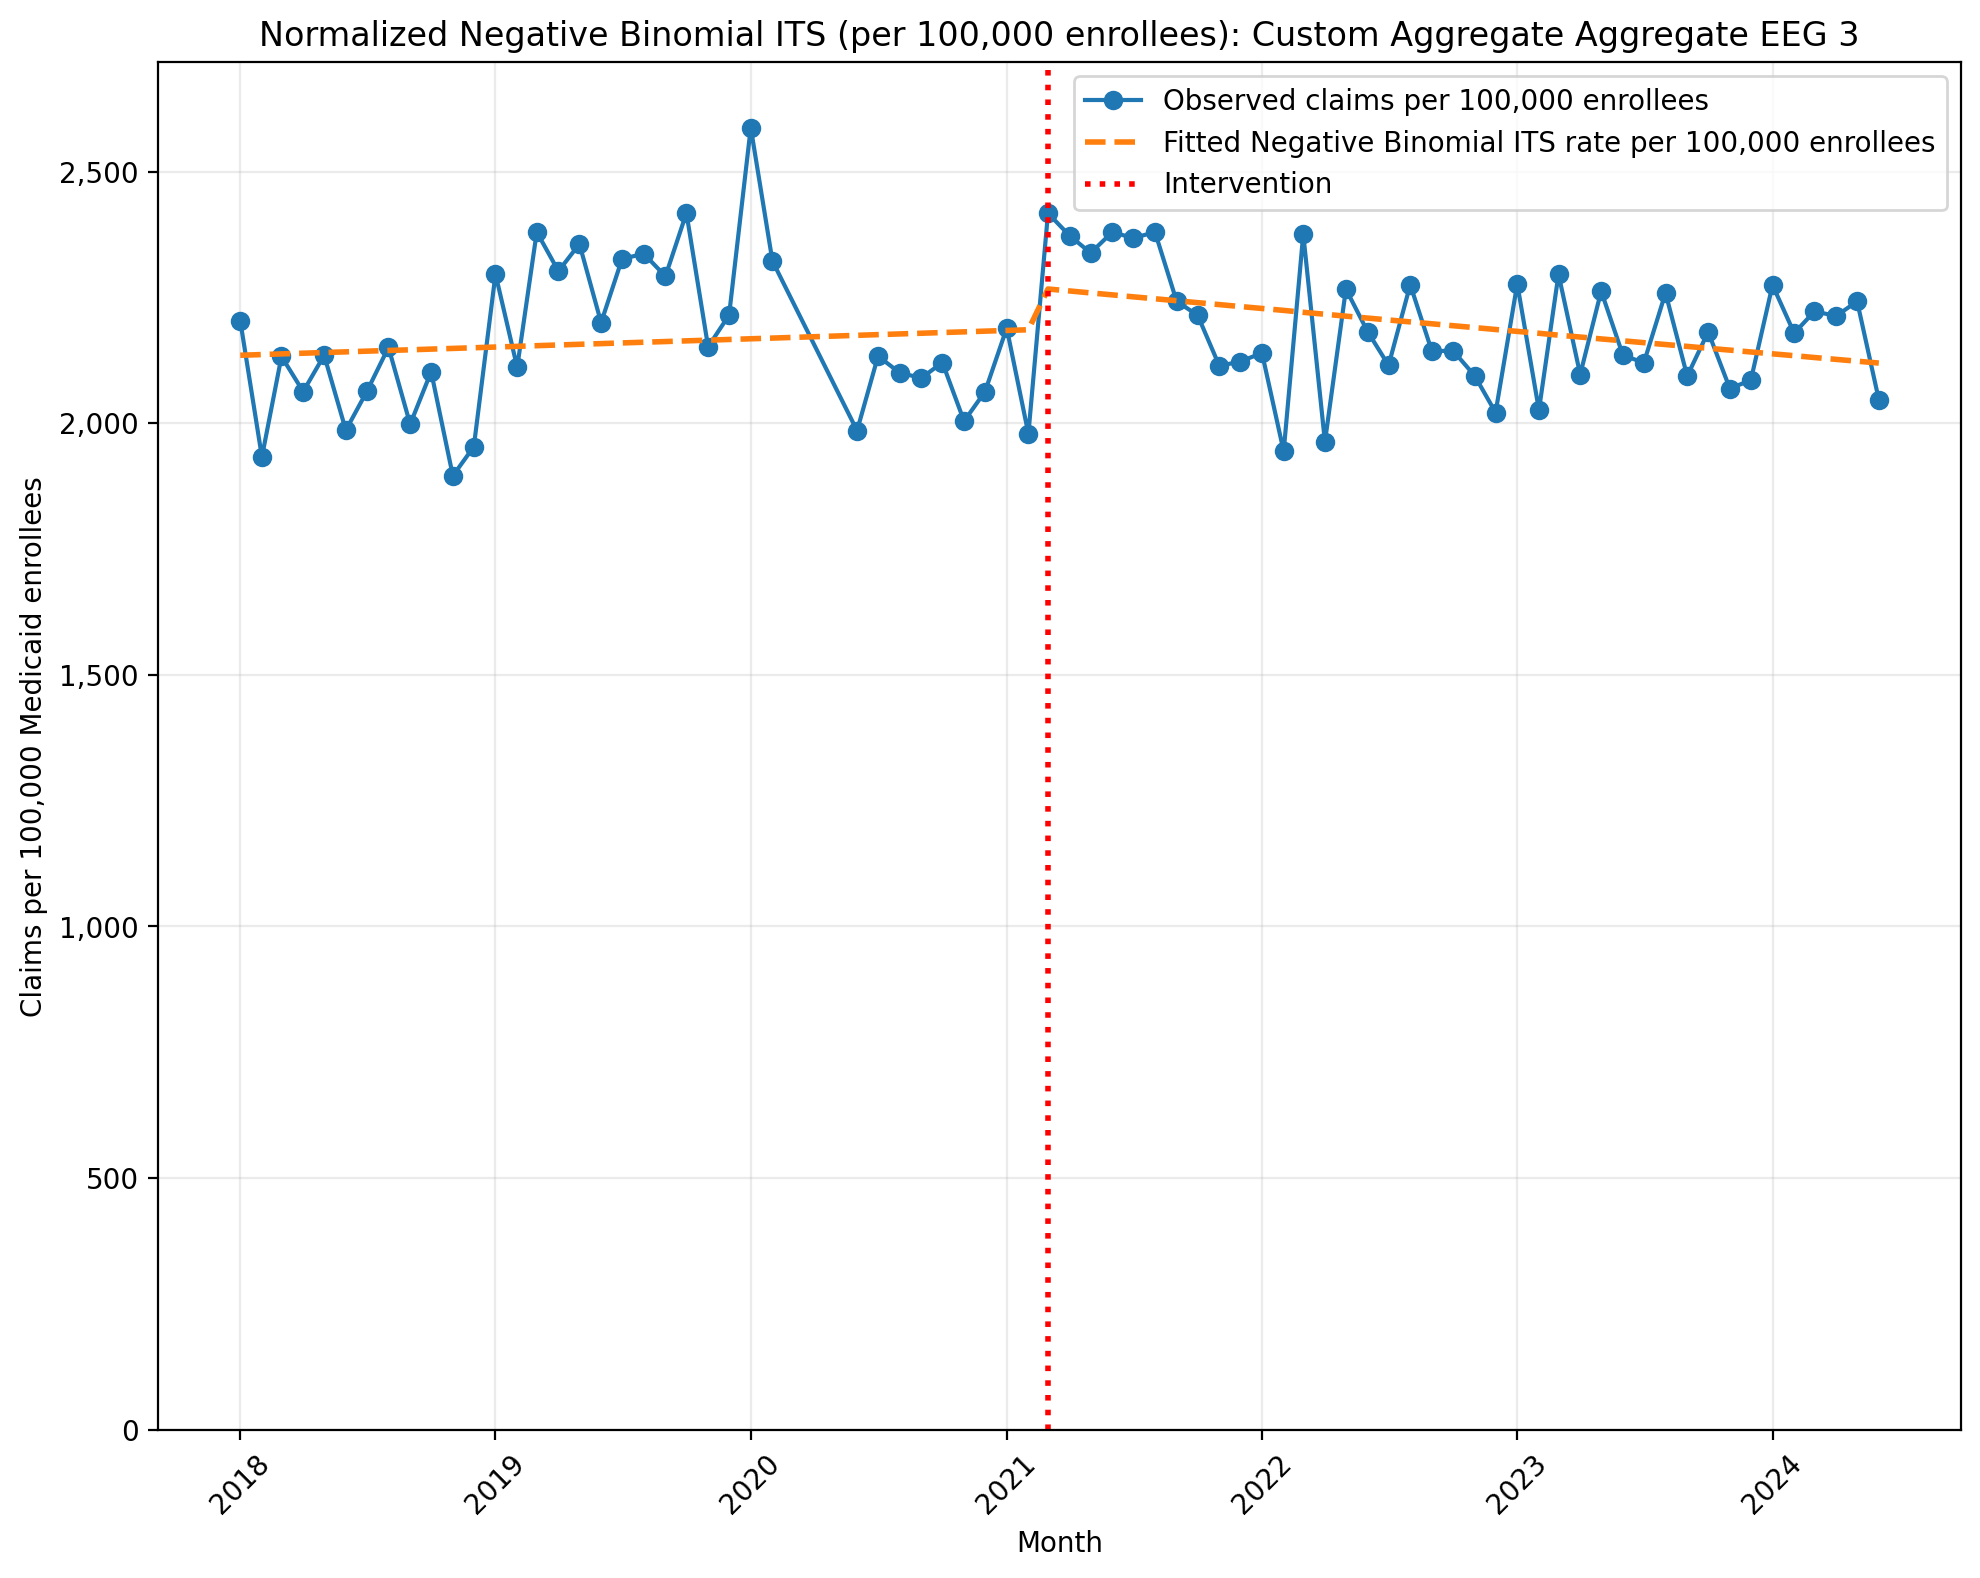 Normalized Negative Binomial ITS (per 100,000 enrollees): Custom Aggregate Aggregate EEG 3
Observed claims per 100,000 enrollees
Fitted Negative Binomial ITS rate per 100,000 enrollees
Intervention
Claims per 100,000 Medicaid enrollees
2,500
2,000
1,500
1,000
500
0
2018
2019
2020
2021
2022
2023
2024
Month